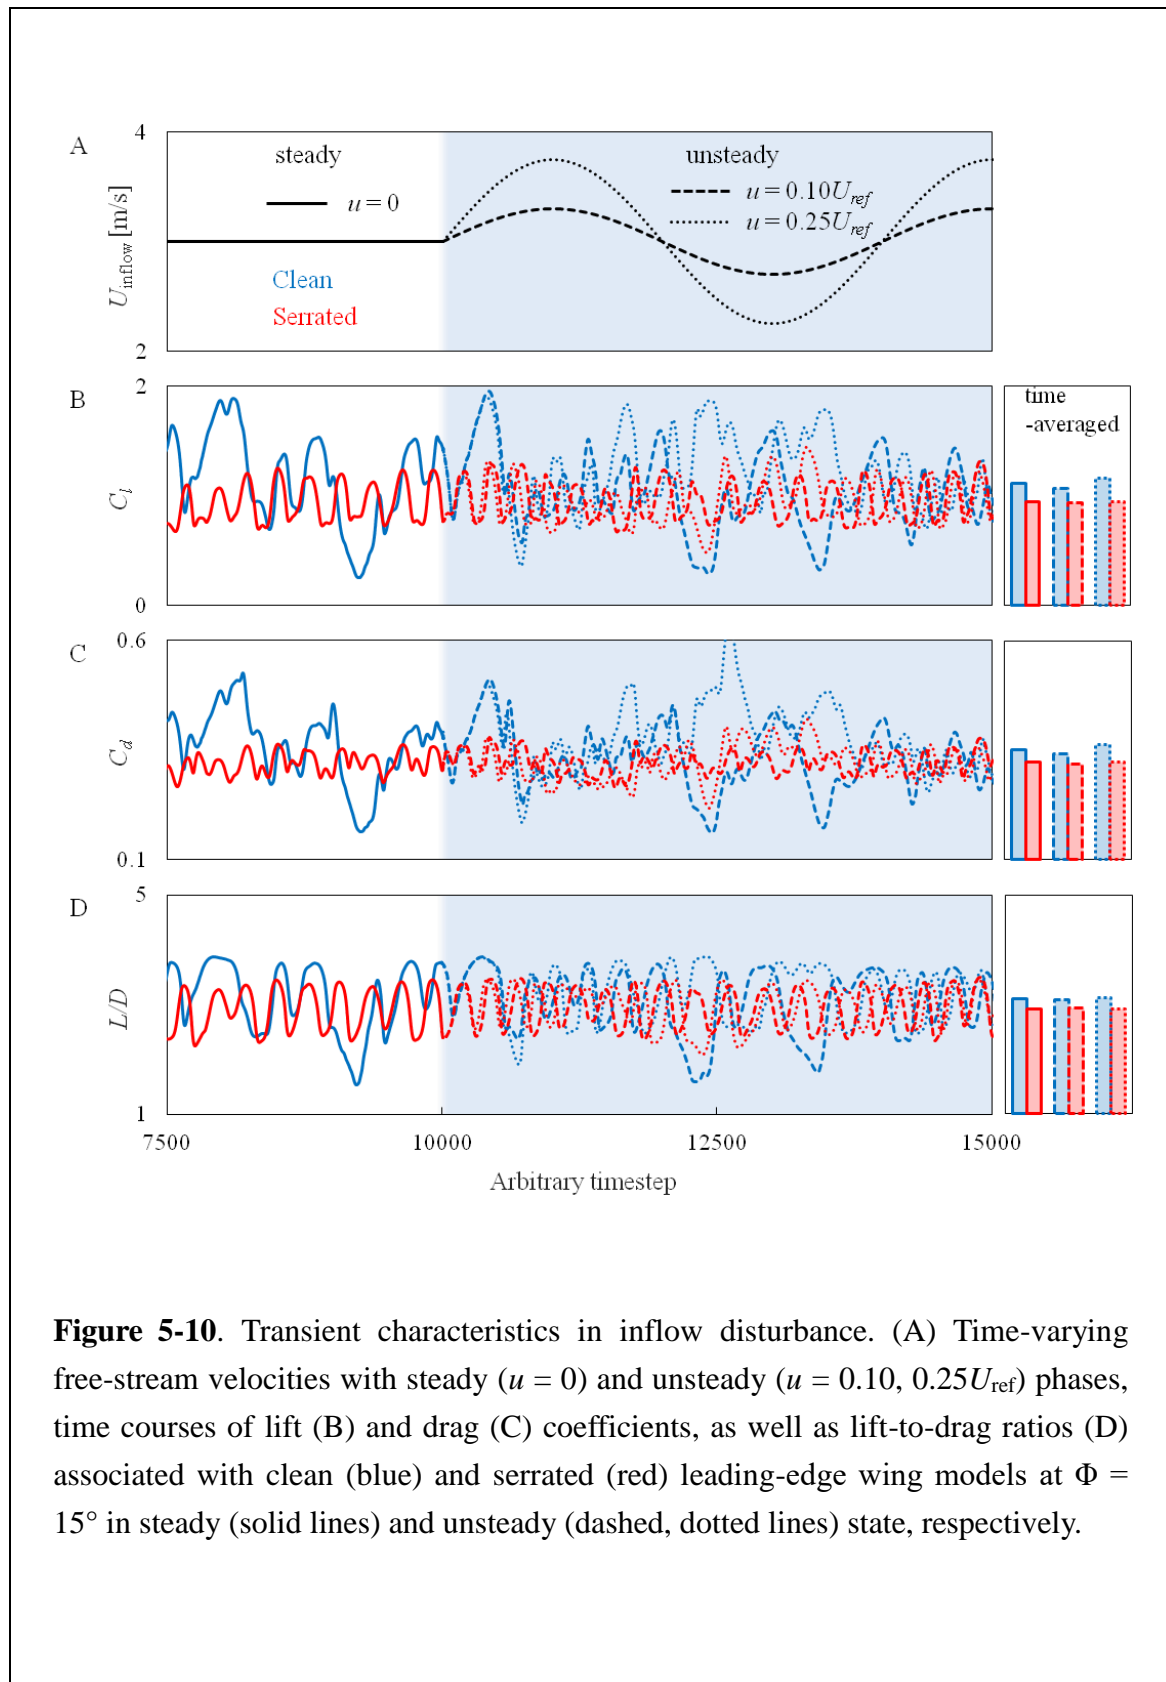 A
4
steady
unsteady
u = 0
u = 0.10U_ref
u = 0.25U_ref
U_inflow [m/s]
Clean
Serrated
2
B
2
time
-averaged
C_l
0
C
0.6
C_d
0.1
D
5
L/D
1
7500
10000
12500
15000
Arbitrary timestep
Figure 5-10. Transient characteristics in inflow disturbance. (A) Time-varying
free-stream velocities with steady (u = 0) and unsteady (u = 0.10, 0.25U_ref) phases,
time courses of lift (B) and drag (C) coefficients, as well as lift-to-drag ratios (D)
associated with clean (blue) and serrated (red) leading-edge wing models at Φ =
15° in steady (solid lines) and unsteady (dashed, dotted lines) state, respectively.